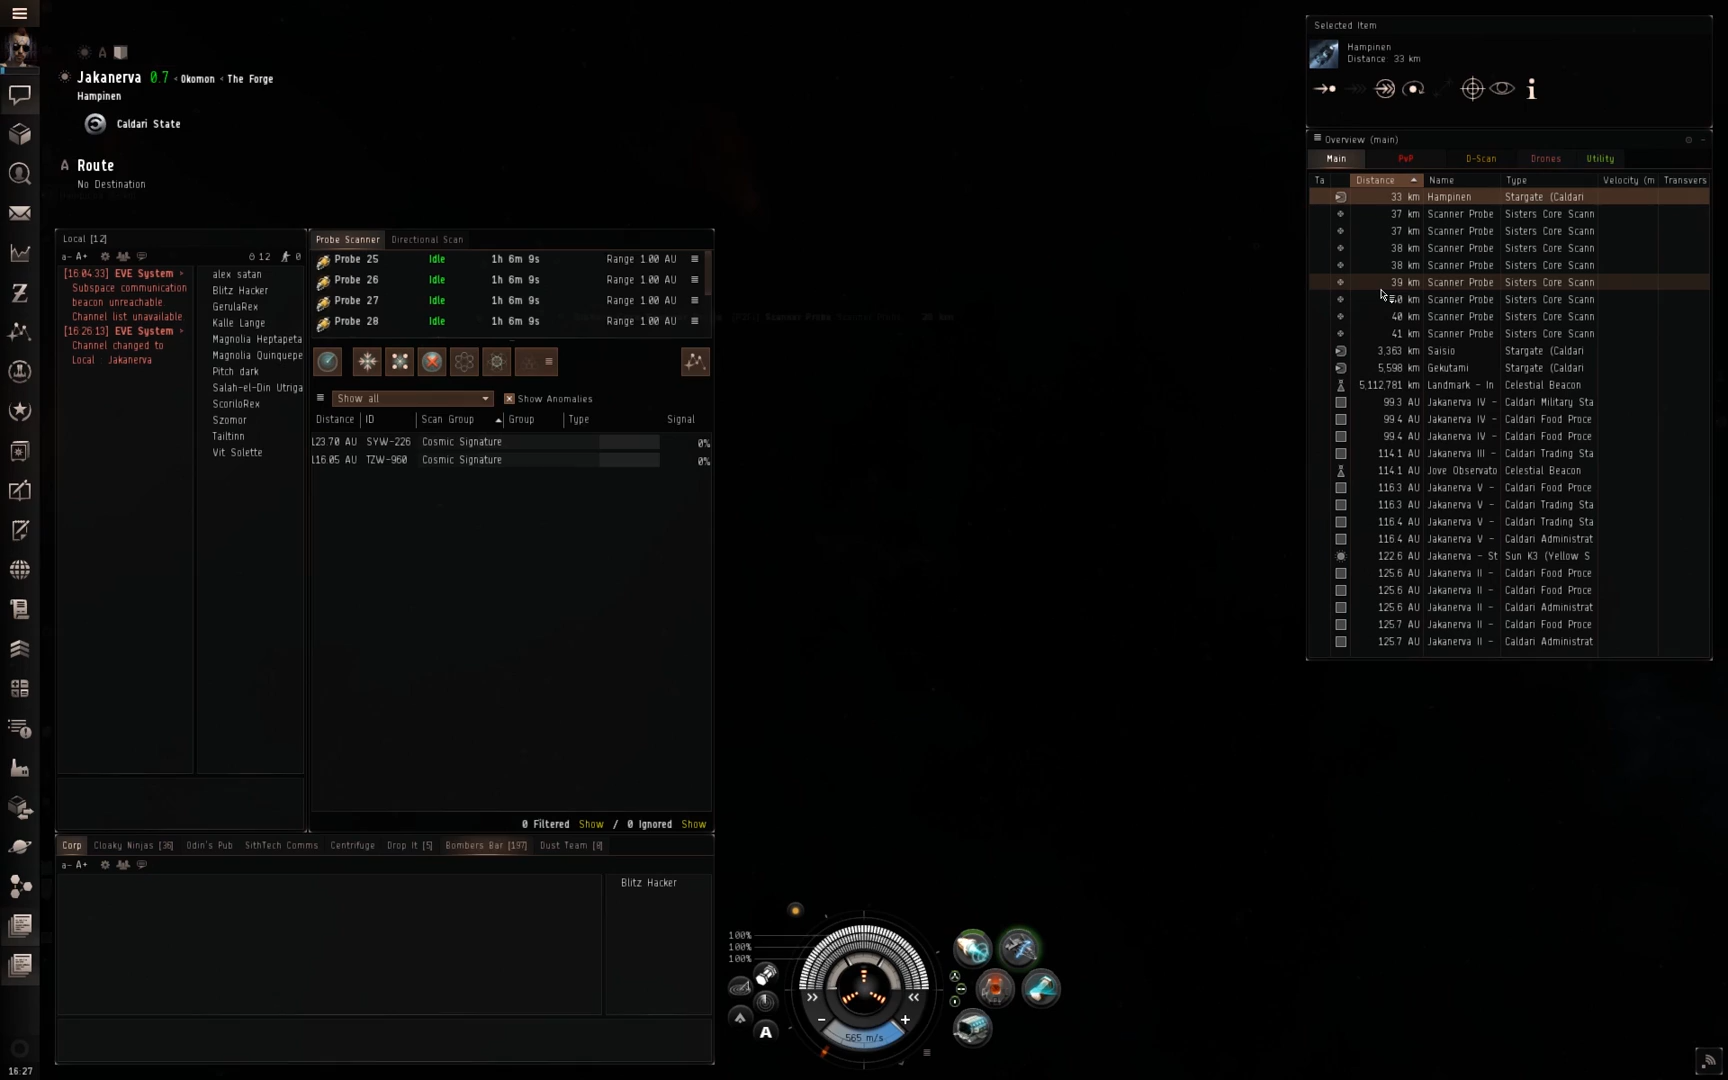 Jakanerva 0.7 < Okomon < The Forge
Hampinen
Caldari State
A Route
No Destination
Local [12]
a- A+
12
0
[16:04:33] EVE System >
Subspace communication
beacon unreachable
Channel list unavailable
[16:26:13] EVE System >
Channel changed to
Local Jakanerva
alex satan
Blitz Hacker
GerulaRex
Kalle Lange
Magnolia Heptapeta
Magnolia Quinquepe
Pitch dark
Salah-el-Din Utriga
ScoriloRex
Szomor
Tailtinn
Vit Solette
Probe Scanner
Directional Scan
Probe 25 Idle 1h 6m 9s Range 1.00 AU
Probe 26 Idle 1h 6m 9s Range 1.00 AU
Probe 27 Idle 1h 6m 9s Range 1.00 AU
Probe 28 Idle 1h 6m 9s Range 1.00 AU
Show all
Show Anomalies
Distance ID Scan Group Group Type Signal
123.70 AU SYW-226 Cosmic Signature 0%
116.05 AU TZW-960 Cosmic Signature 0%
0 Filtered Show / 0 Ignored Show
Corp Cloaky Ninjas [36] Odin's Pub SithTech Comms Centrifuge Drop It [5] Bombers Bar [197] Dust Team [8]
a- A+
Blitz Hacker
100%
100%
100%
565 m/s
A
16:27
Selected Item
Hampinen
Distance: 33 km
Overview (main)
Main PvP D-Scan Drones Utility
Ta Distance Name Type Velocity (m Transvers
33 km Hampinen Stargate (Caldari
37 km Scanner Probe Sisters Core Scann
37 km Scanner Probe Sisters Core Scann
38 km Scanner Probe Sisters Core Scann
38 km Scanner Probe Sisters Core Scann
39 km Scanner Probe Sisters Core Scann
km Scanner Probe Sisters Core Scann
40 km Scanner Probe Sisters Core Scann
41 km Scanner Probe Sisters Core Scann
3,363 km Saisio Stargate (Caldari
5,598 km Gekutami Stargate (Caldari
5,112,781 km Landmark - In Celestial Beacon
99.3 AU Jakanerva IV - Caldari Military Sta
99.4 AU Jakanerva IV - Caldari Food Proce
99.4 AU Jakanerva IV - Caldari Food Proce
114.1 AU Jakanerva III - Caldari Trading Sta
114.1 AU Jove Observato Celestial Beacon
116.3 AU Jakanerva V - Caldari Food Proce
116.3 AU Jakanerva V - Caldari Trading Sta
116.4 AU Jakanerva V - Caldari Trading Sta
116.4 AU Jakanerva V - Caldari Administrat
122.6 AU Jakanerva - St Sun K3 (Yellow S
125.6 AU Jakanerva II - Caldari Food Proce
125.6 AU Jakanerva II - Caldari Food Proce
125.6 AU Jakanerva II - Caldari Administrat
125.7 AU Jakanerva II - Caldari Food Proce
125.7 AU Jakanerva II - Caldari Administrat